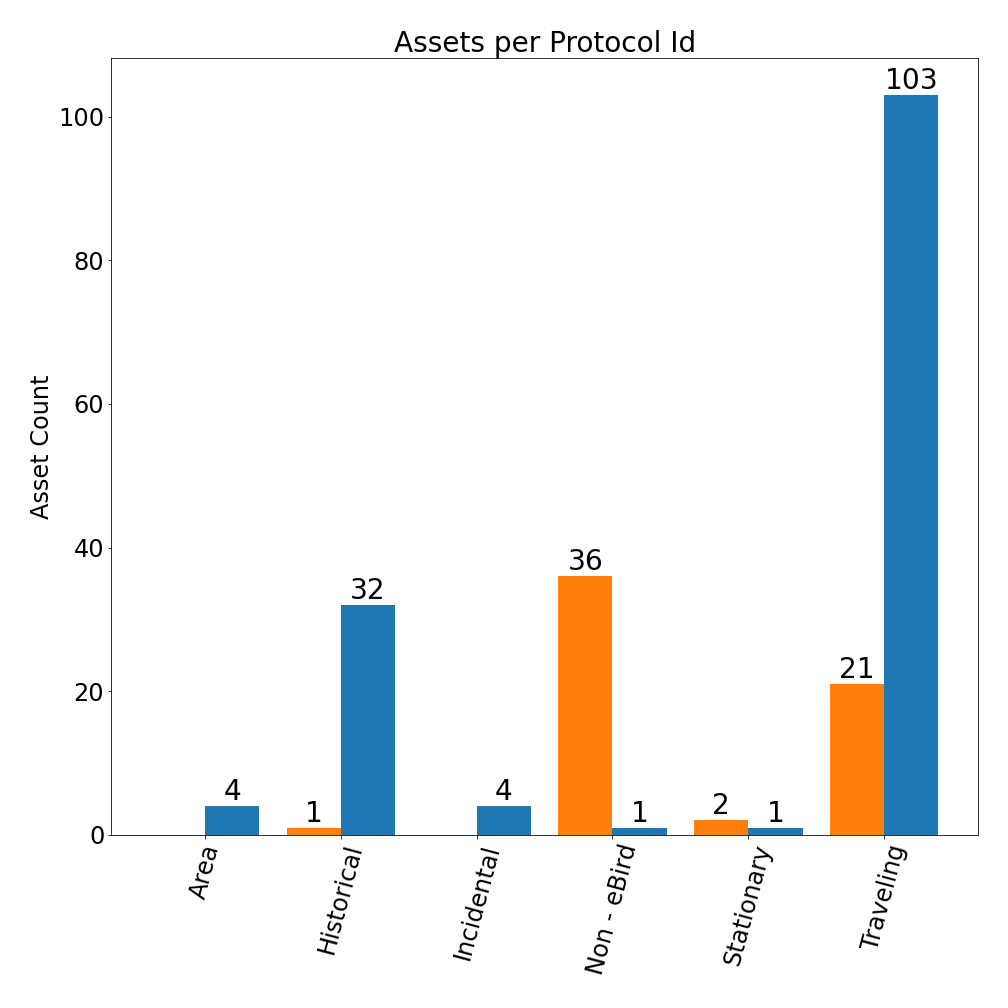 Assets per Protocol Id
Asset Count
100
80
60
40
20
0
4
1
32
4
36
1
2
1
21
103
Area
Historical
Incidental
Non - eBird
Stationary
Traveling